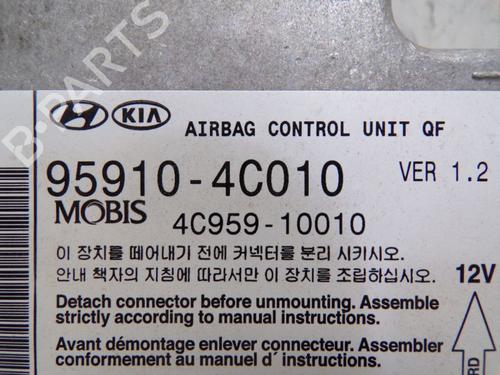 B-PARTS
HYUNDAI KIA AIRBAG CONTROL UNIT QF
95910-4C010 VER 1.2
MOBIS 4C959-10010
이 장치를 떼어내기 전에 커넥터를 분리 시키시오.
안내 책자의 지침에 따라서만 이 장치를 조립하십시오.
12V
Detach connector before unmounting. Assemble
strictly according to manual instructions.
Avant démontage enlever connecteur. Assembler
conformement au manuel d´ instructions.
RD